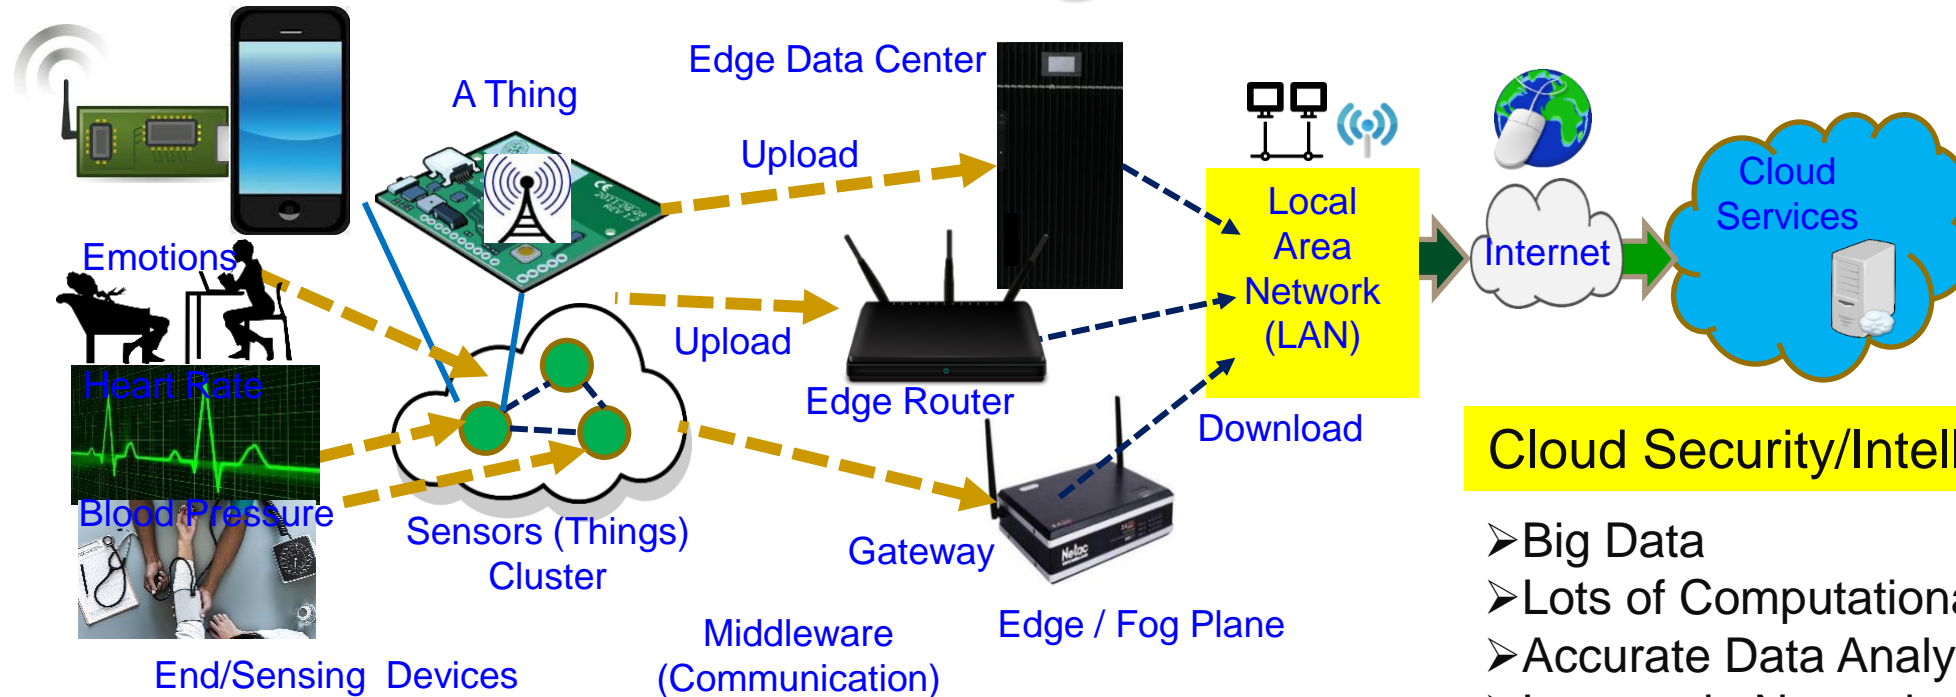 Edge Data Center
A Thing
Upload
CE
Emotions
Heart Rate
Blood Pressure
Sensors (Things)
Cluster
Upload
Edge Router
Gateway
Netac
Local
Area
Network
(LAN)
Download
Internet
Cloud
Services
Edge / Fog Plane
Middleware
(Communication)
End/Sensing Devices
Cloud Security/Intell
➢Big Data
➢Lots of Computationa
➢Accurate Data Analy